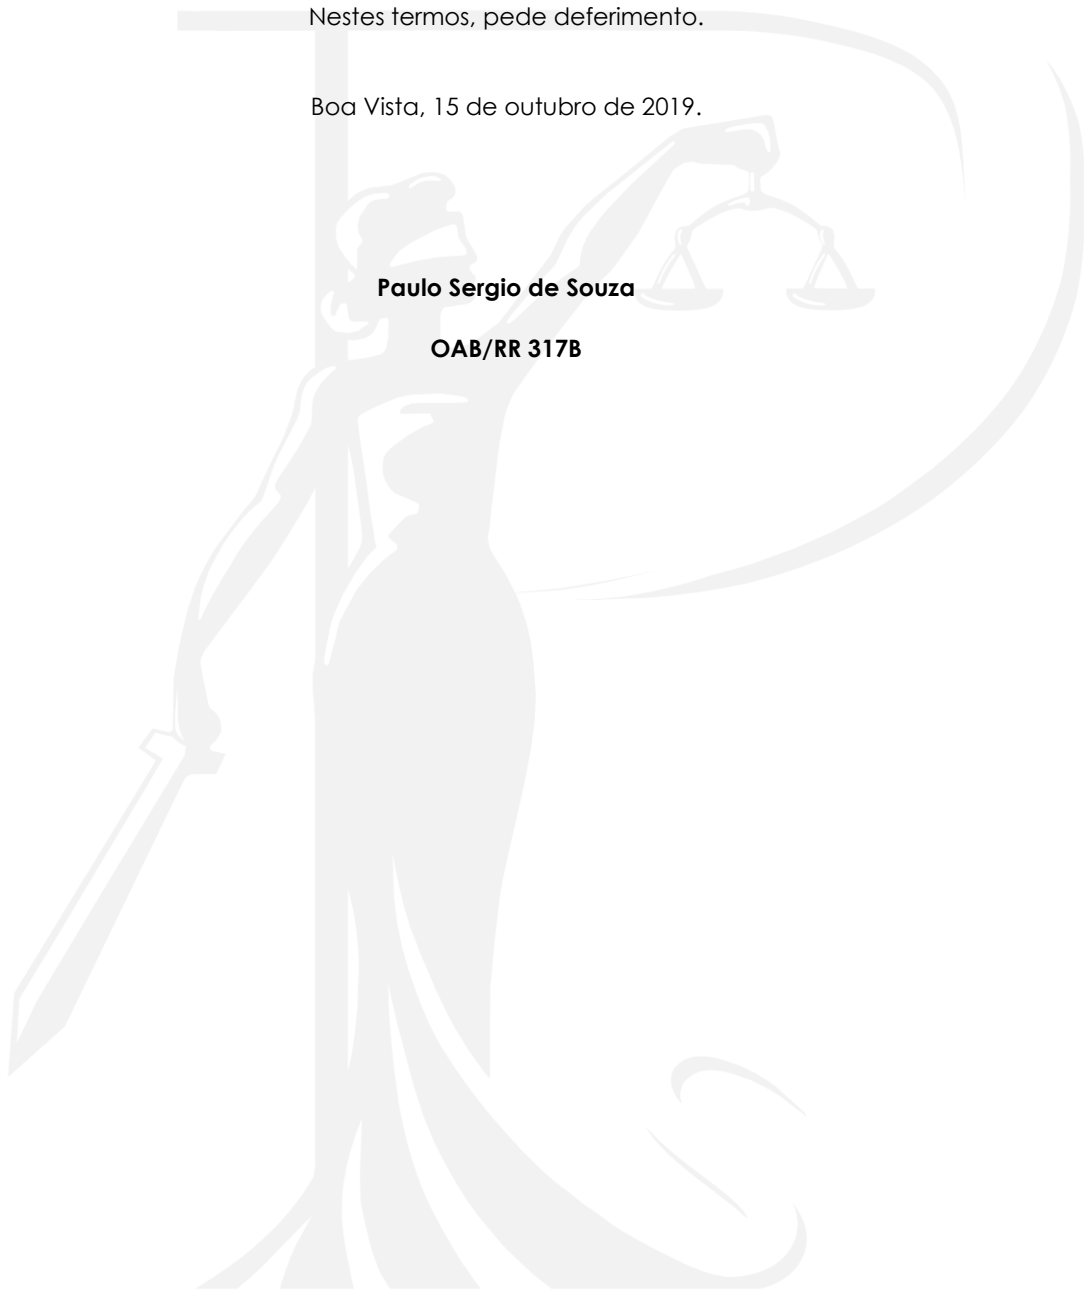 Nestes termos, pede deferimento.
Boa Vista, 15 de outubro de 2019.
Paulo Sergio de Souza
OAB/RR 317B